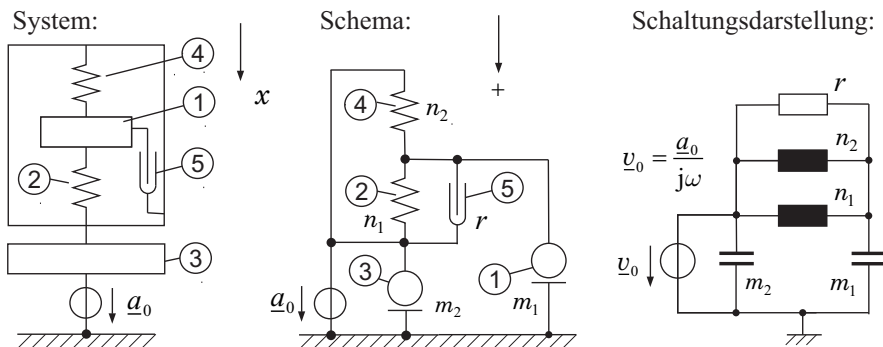 System:
④
①
②
⑤
③
x
a₀
Schema:
+
④ n₂
② n₁
⑤ r
③ m₂
① m₁
a₀
Schaltungsdarstellung:
r
n₂
v₀ = a₀ / jω
n₁
v₀
m₂
m₁